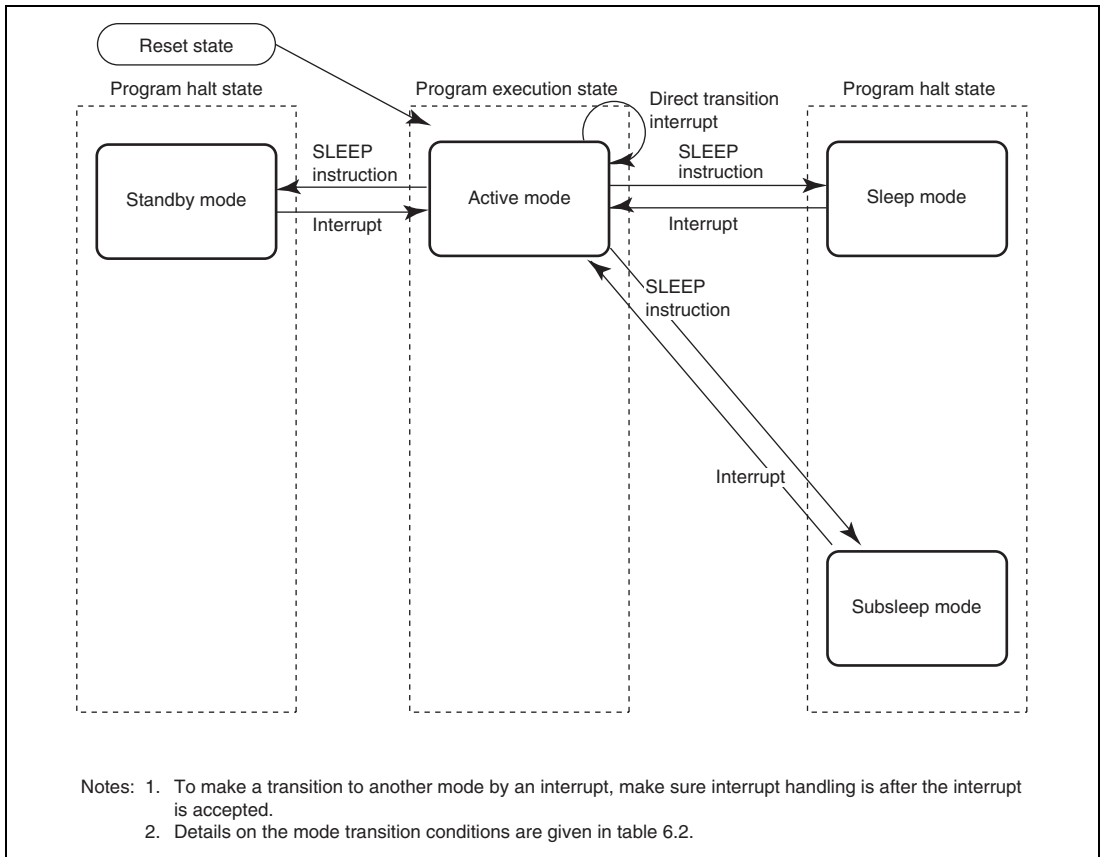 Reset state
Program halt state
Program execution state
Program halt state
Direct transition
interrupt
SLEEP
instruction
SLEEP
instruction
Standby mode
Active mode
Sleep mode
Interrupt
Interrupt
SLEEP
instruction
Interrupt
Subsleep mode
Notes: 1. To make a transition to another mode by an interrupt, make sure interrupt handling is after the interrupt
is accepted.
2. Details on the mode transition conditions are given in table 6.2.